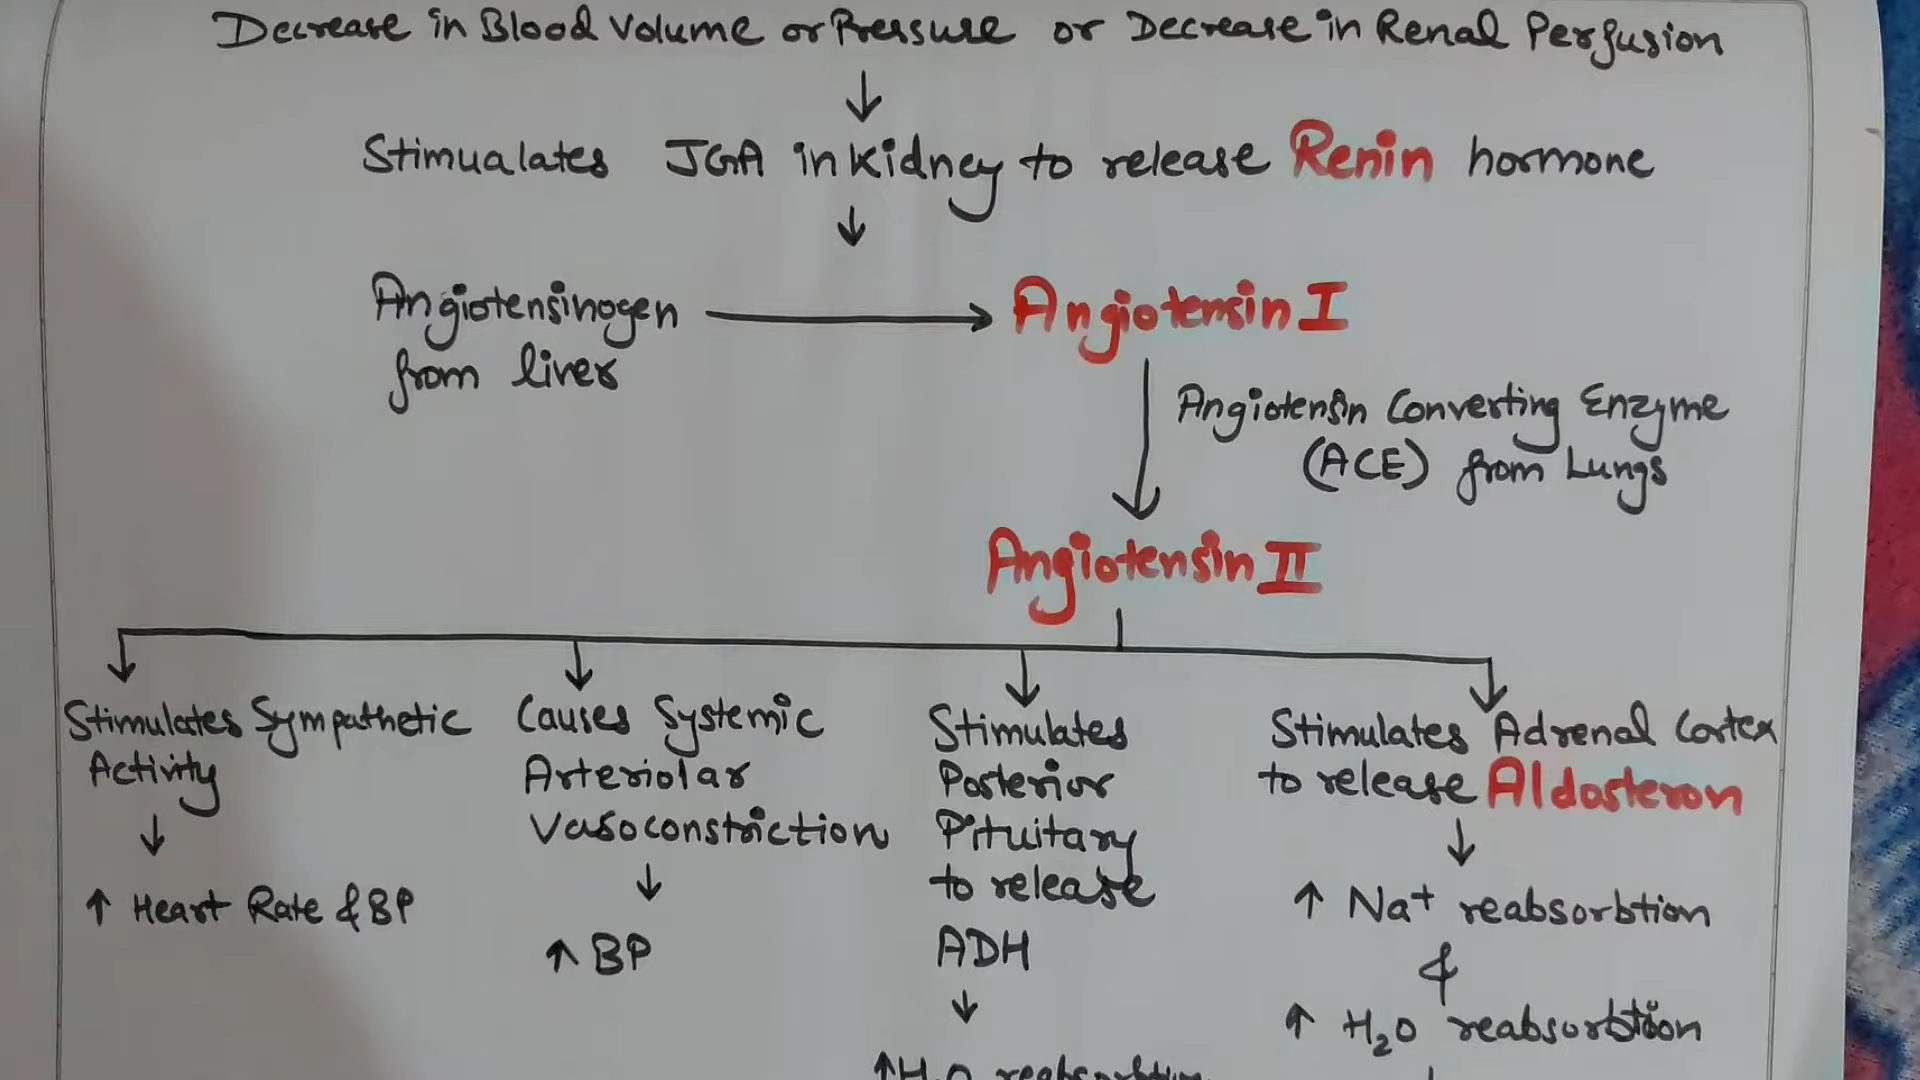 Decrease in Blood Volume or Pressure or Decrease in Renal Perfusion
↓
Stimualates JGA in Kidney to release Renin hormone
↓
Angiotensinogen → Angiotensin I
from liver
Angiotensin Converting Enzyme
(ACE) from Lungs
Angiotensin II
Stimulates Sympathetic
Activity
↓
↑ Heart Rate & BP
Causes Systemic
Arteriolar
Vasoconstriction
↓
↑ BP
Stimulates
Posterior
Pituitary
to release
ADH
↓
↑ H2O reabsorbtion
Stimulates Adrenal Cortex
to release Aldosteron
↓
↑ Na+ reabsorbtion
&
↑ H2O reabsorbtion